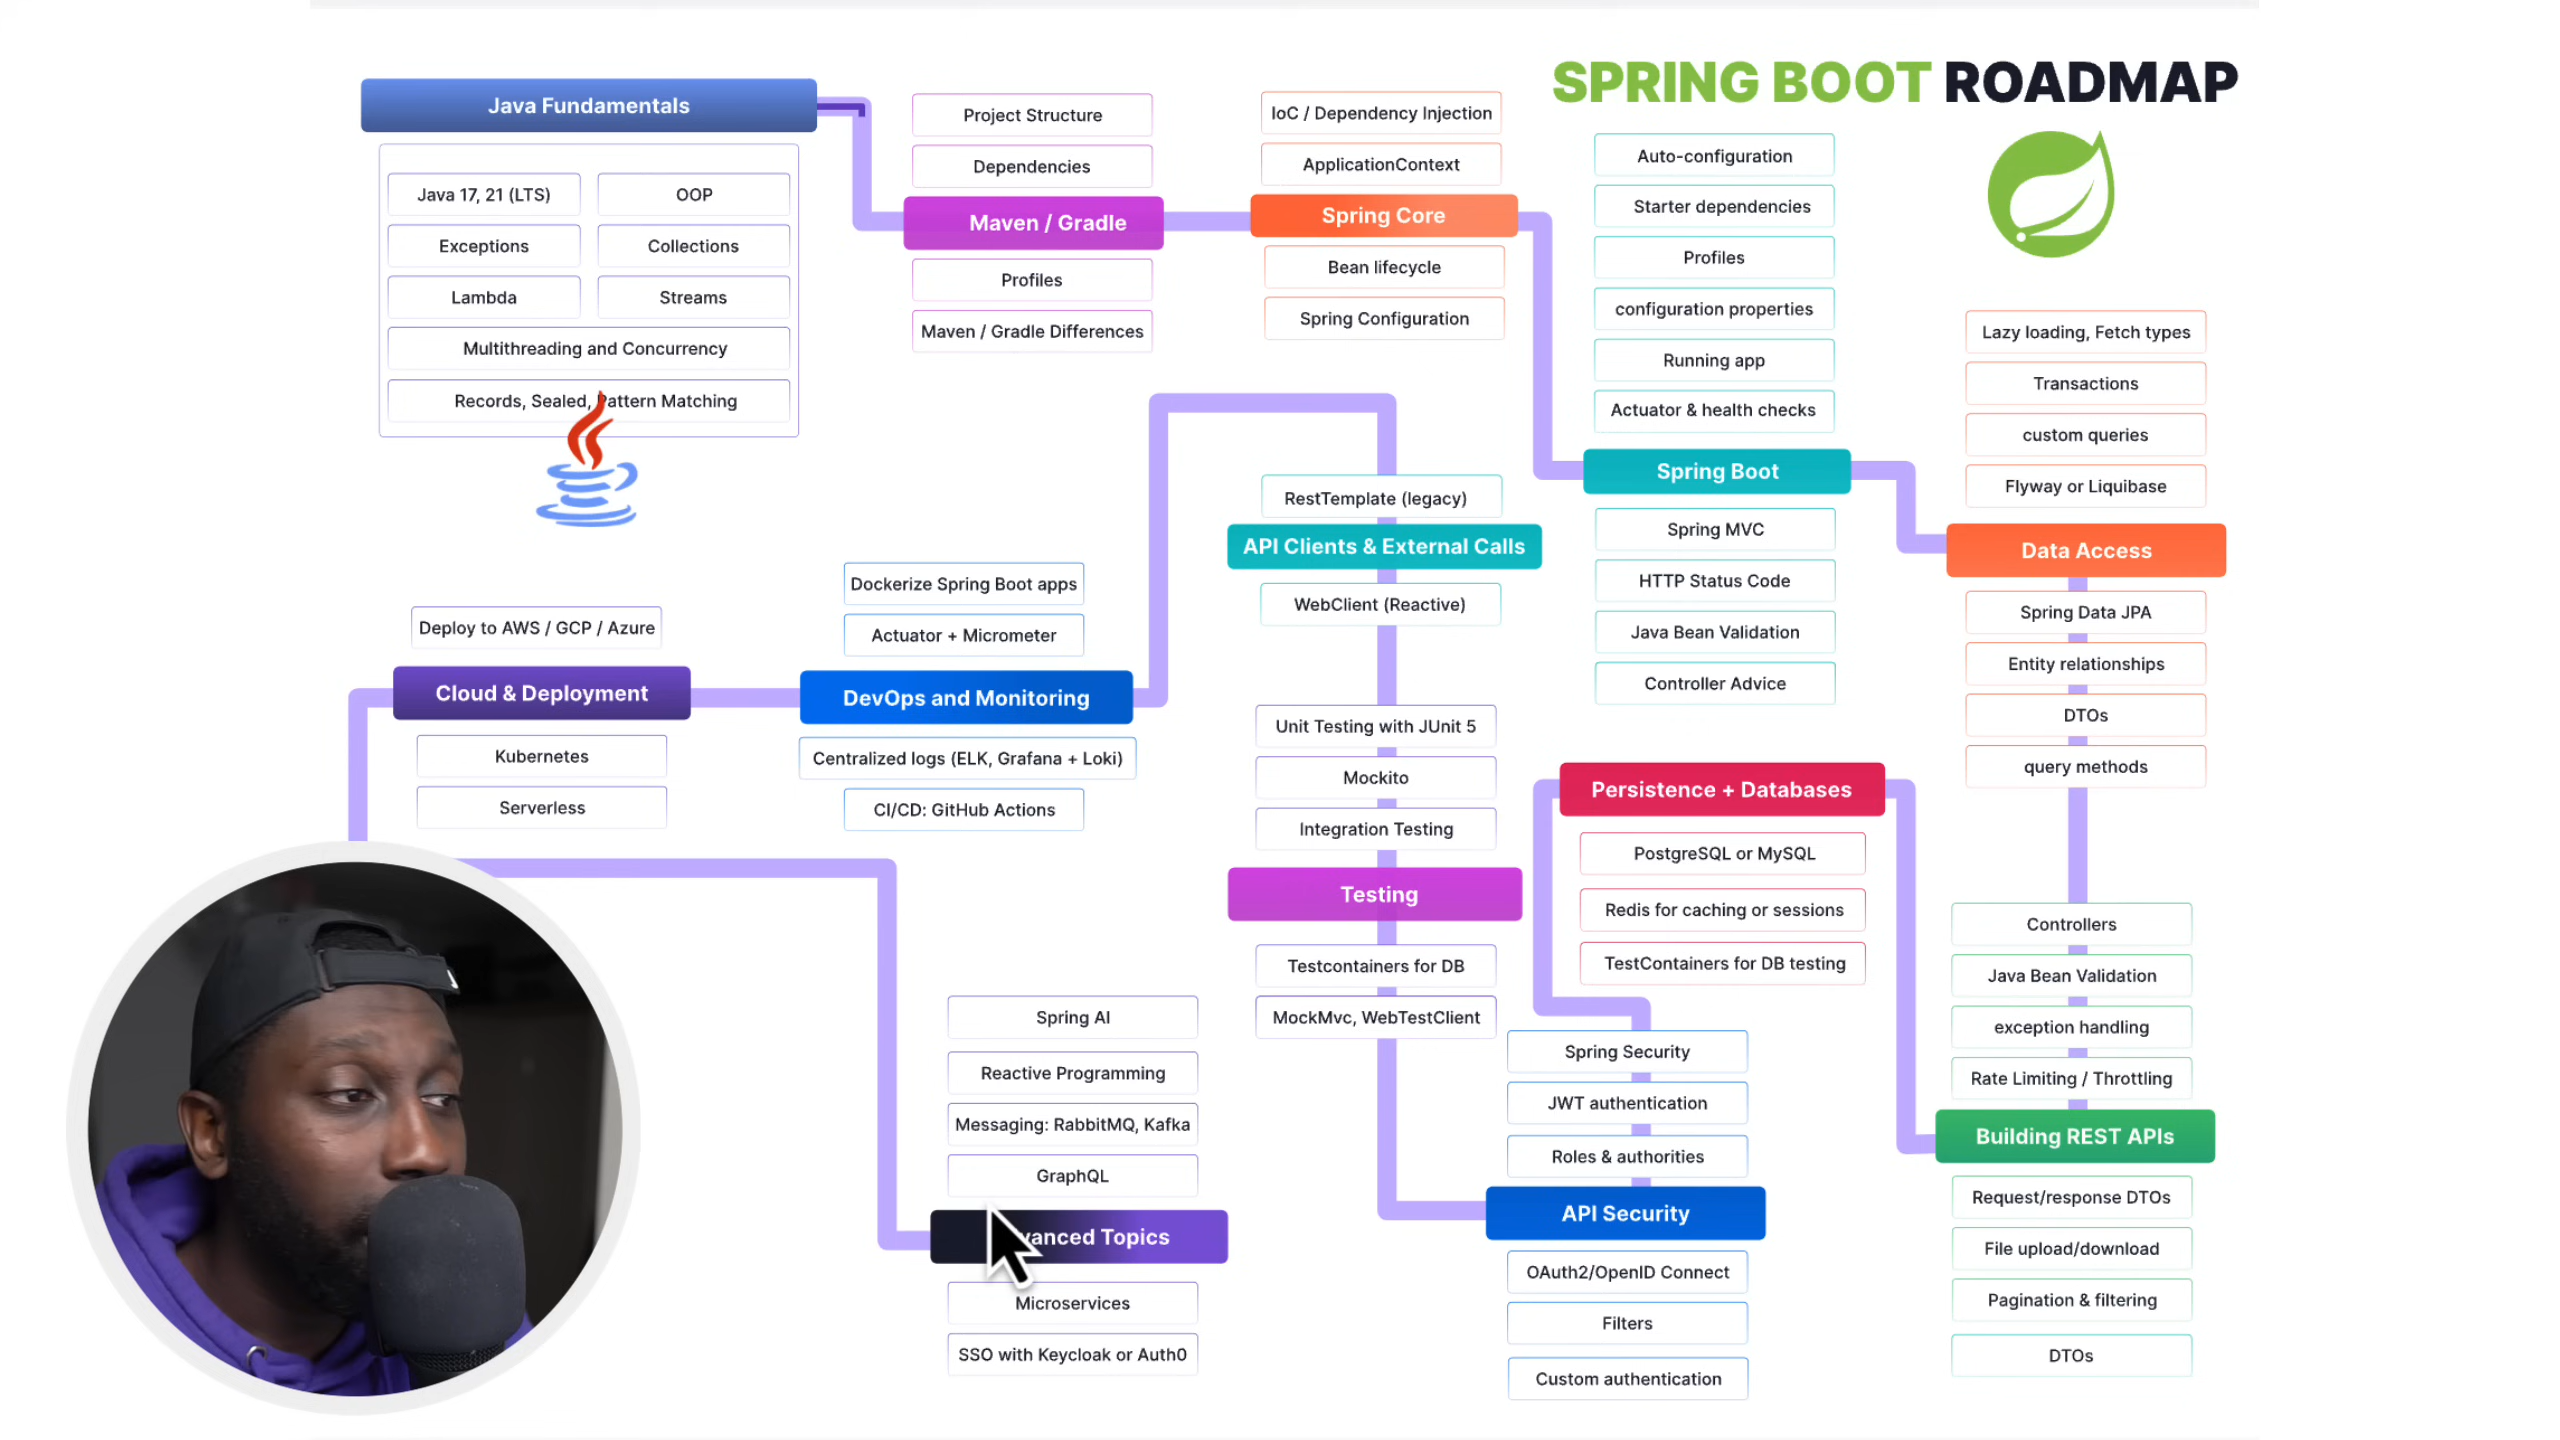 SPRING BOOT ROADMAP
Java Fundamentals
Java 17, 21 (LTS)
OOP
Exceptions
Collections
Lambda
Streams
Multithreading and Concurrency
Records, Sealed, Pattern Matching
Project Structure
Dependencies
Maven / Gradle
Profiles
Maven / Gradle Differences
IoC / Dependency Injection
ApplicationContext
Spring Core
Bean lifecycle
Spring Configuration
Auto-configuration
Starter dependencies
Profiles
configuration properties
Running app
Actuator & health checks
Spring Boot
Spring MVC
HTTP Status Code
Java Bean Validation
Controller Advice
Lazy loading, Fetch types
Transactions
custom queries
Flyway or Liquibase
Data Access
Spring Data JPA
Entity relationships
DTOs
query methods
Controllers
Java Bean Validation
exception handling
Rate Limiting / Throttling
Building REST APIs
Request/response DTOs
File upload/download
Pagination & filtering
DTOs
Persistence + Databases
PostgreSQL or MySQL
Redis for caching or sessions
TestContainers for DB testing
Spring Security
JWT authentication
Roles & authorities
API Security
OAuth2/OpenID Connect
Filters
Custom authentication
RestTemplate (legacy)
API Clients & External Calls
WebClient (Reactive)
Unit Testing with JUnit 5
Mockito
Integration Testing
Testing
Testcontainers for DB
MockMvc, WebTestClient
Dockerize Spring Boot apps
Actuator + Micrometer
DevOps and Monitoring
Centralized logs (ELK, Grafana + Loki)
CI/CD: GitHub Actions
Deploy to AWS / GCP / Azure
Cloud & Deployment
Kubernetes
Serverless
Spring AI
Reactive Programming
Messaging: RabbitMQ, Kafka
GraphQL
Topics
Microservices
SSO with Keycloak or Auth0